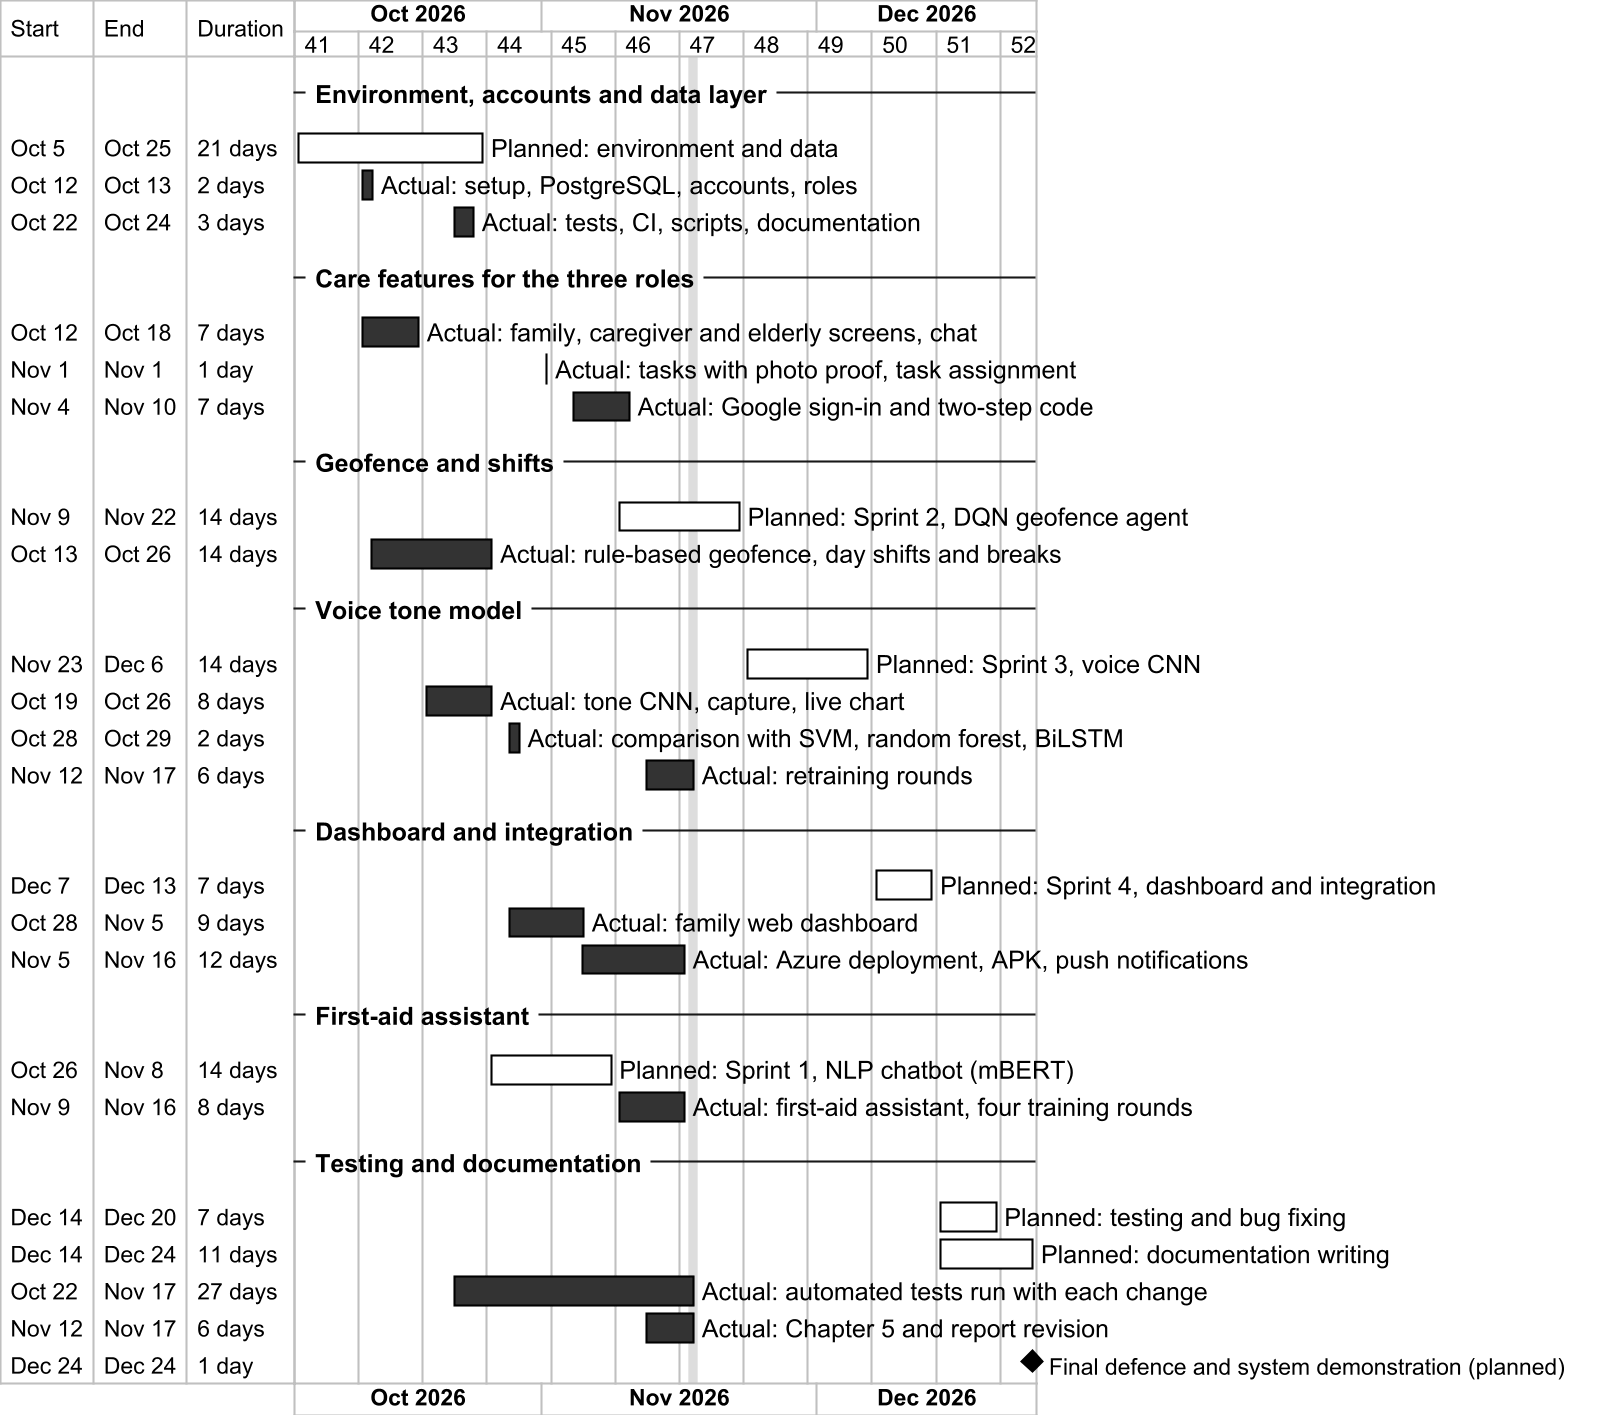 Start End Duration Oct 2026 Nov 2026 Dec 2026
41 42 43 44 45 46 47 48 49 50 51 52
Environment, accounts and data layer
Oct 5 Oct 25 21 days Planned: environment and data
Oct 12 Oct 13 2 days Actual: setup, PostgreSQL, accounts, roles
Oct 22 Oct 24 3 days Actual: tests, CI, scripts, documentation
Care features for the three roles
Oct 12 Oct 18 7 days Actual: family, caregiver and elderly screens, chat
Nov 1 Nov 1 1 day Actual: tasks with photo proof, task assignment
Nov 4 Nov 10 7 days Actual: Google sign-in and two-step code
Geofence and shifts
Nov 9 Nov 22 14 days Planned: Sprint 2, DQN geofence agent
Oct 13 Oct 26 14 days Actual: rule-based geofence, day shifts and breaks
Voice tone model
Nov 23 Dec 6 14 days Planned: Sprint 3, voice CNN
Oct 19 Oct 26 8 days Actual: tone CNN, capture, live chart
Oct 28 Oct 29 2 days Actual: comparison with SVM, random forest, BiLSTM
Nov 12 Nov 17 6 days Actual: retraining rounds
Dashboard and integration
Dec 7 Dec 13 7 days Planned: Sprint 4, dashboard and integration
Oct 28 Nov 5 9 days Actual: family web dashboard
Nov 5 Nov 16 12 days Actual: Azure deployment, APK, push notifications
First-aid assistant
Oct 26 Nov 8 14 days Planned: Sprint 1, NLP chatbot (mBERT)
Nov 9 Nov 16 8 days Actual: first-aid assistant, four training rounds
Testing and documentation
Dec 14 Dec 20 7 days Planned: testing and bug fixing
Dec 14 Dec 24 11 days Planned: documentation writing
Oct 22 Nov 17 27 days Actual: automated tests run with each change
Nov 12 Nov 17 6 days Actual: Chapter 5 and report revision
Dec 24 Dec 24 1 day Final defence and system demonstration (planned)
Oct 2026 Nov 2026 Dec 2026